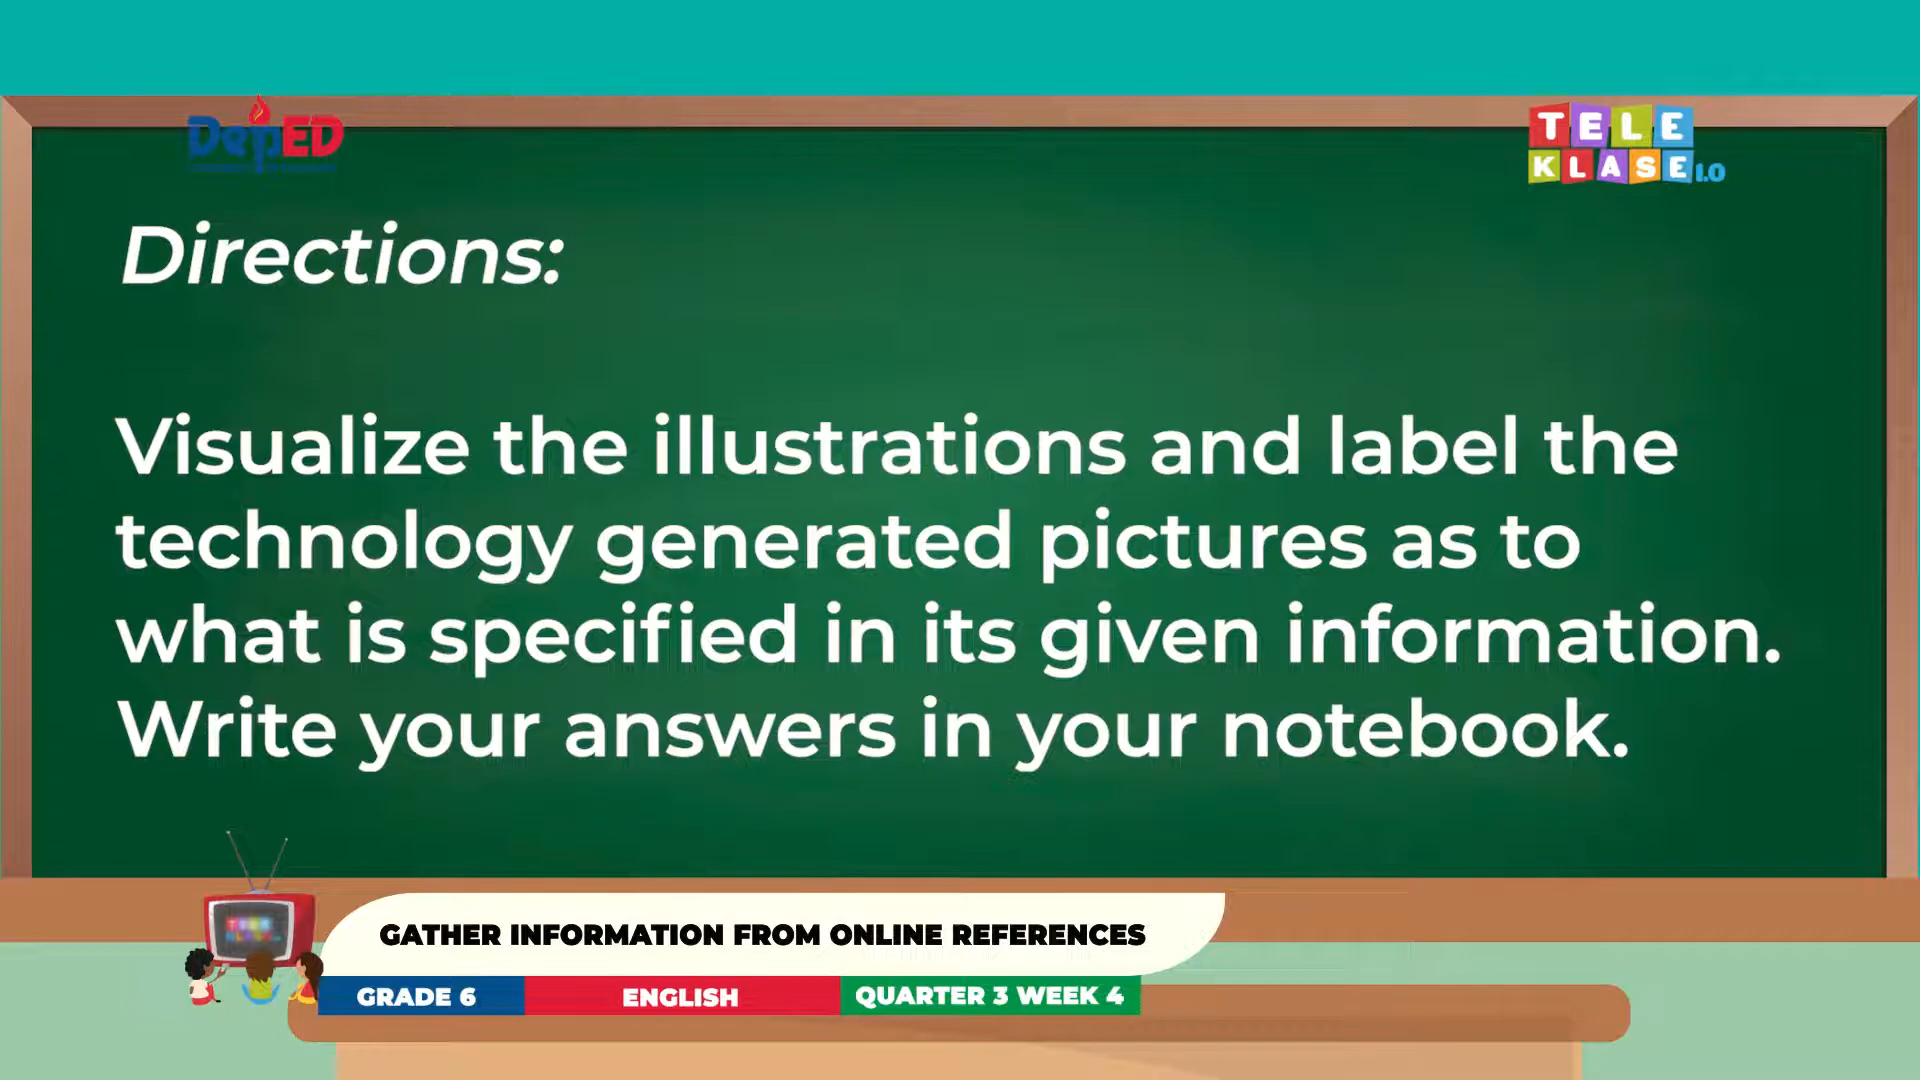 DepED
TELE
KLASE 1.0
Directions:
Visualize the illustrations and label the
technology generated pictures as to
what is specified in its given information.
Write your answers in your notebook.
GATHER INFORMATION FROM ONLINE REFERENCES
GRADE 6
ENGLISH
QUARTER 3 WEEK 4